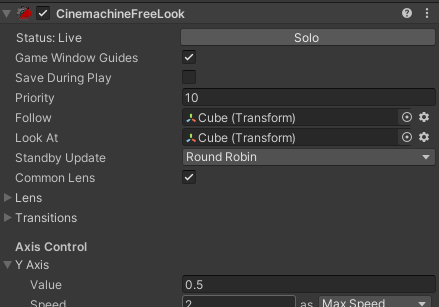 CinemachineFreeLook
Status: Live Solo
Game Window Guides
Save During Play
Priority 10
Follow Cube (Transform)
Look At Cube (Transform)
Standby Update Round Robin
Common Lens
Lens
Transitions
Axis Control
Y Axis
Value 0.5
Speed 2 as Max Speed